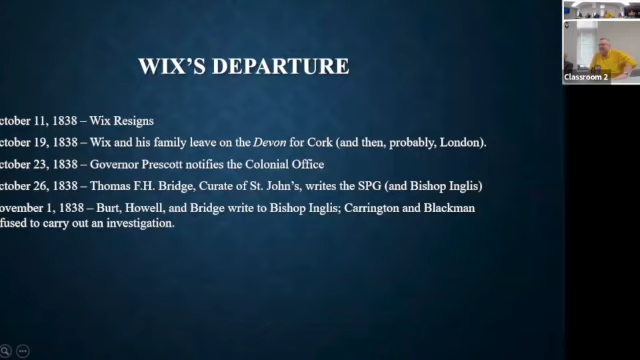 WIX'S DEPARTURE
ctober 11, 1838 – Wix Resigns
ctober 19, 1838 – Wix and his family leave on the Devon for Cork (and then, probably, London).
ctober 23, 1838 – Governor Prescott notifies the Colonial Office
ctober 26, 1838 – Thomas F.H. Bridge, Curate of St. John's, writes the SPG (and Bishop Inglis)
ovember 1, 1838 – Burt, Howell, and Bridge write to Bishop Inglis; Carrington and Blackman
fused to carry out an investigation.
Classroom 2